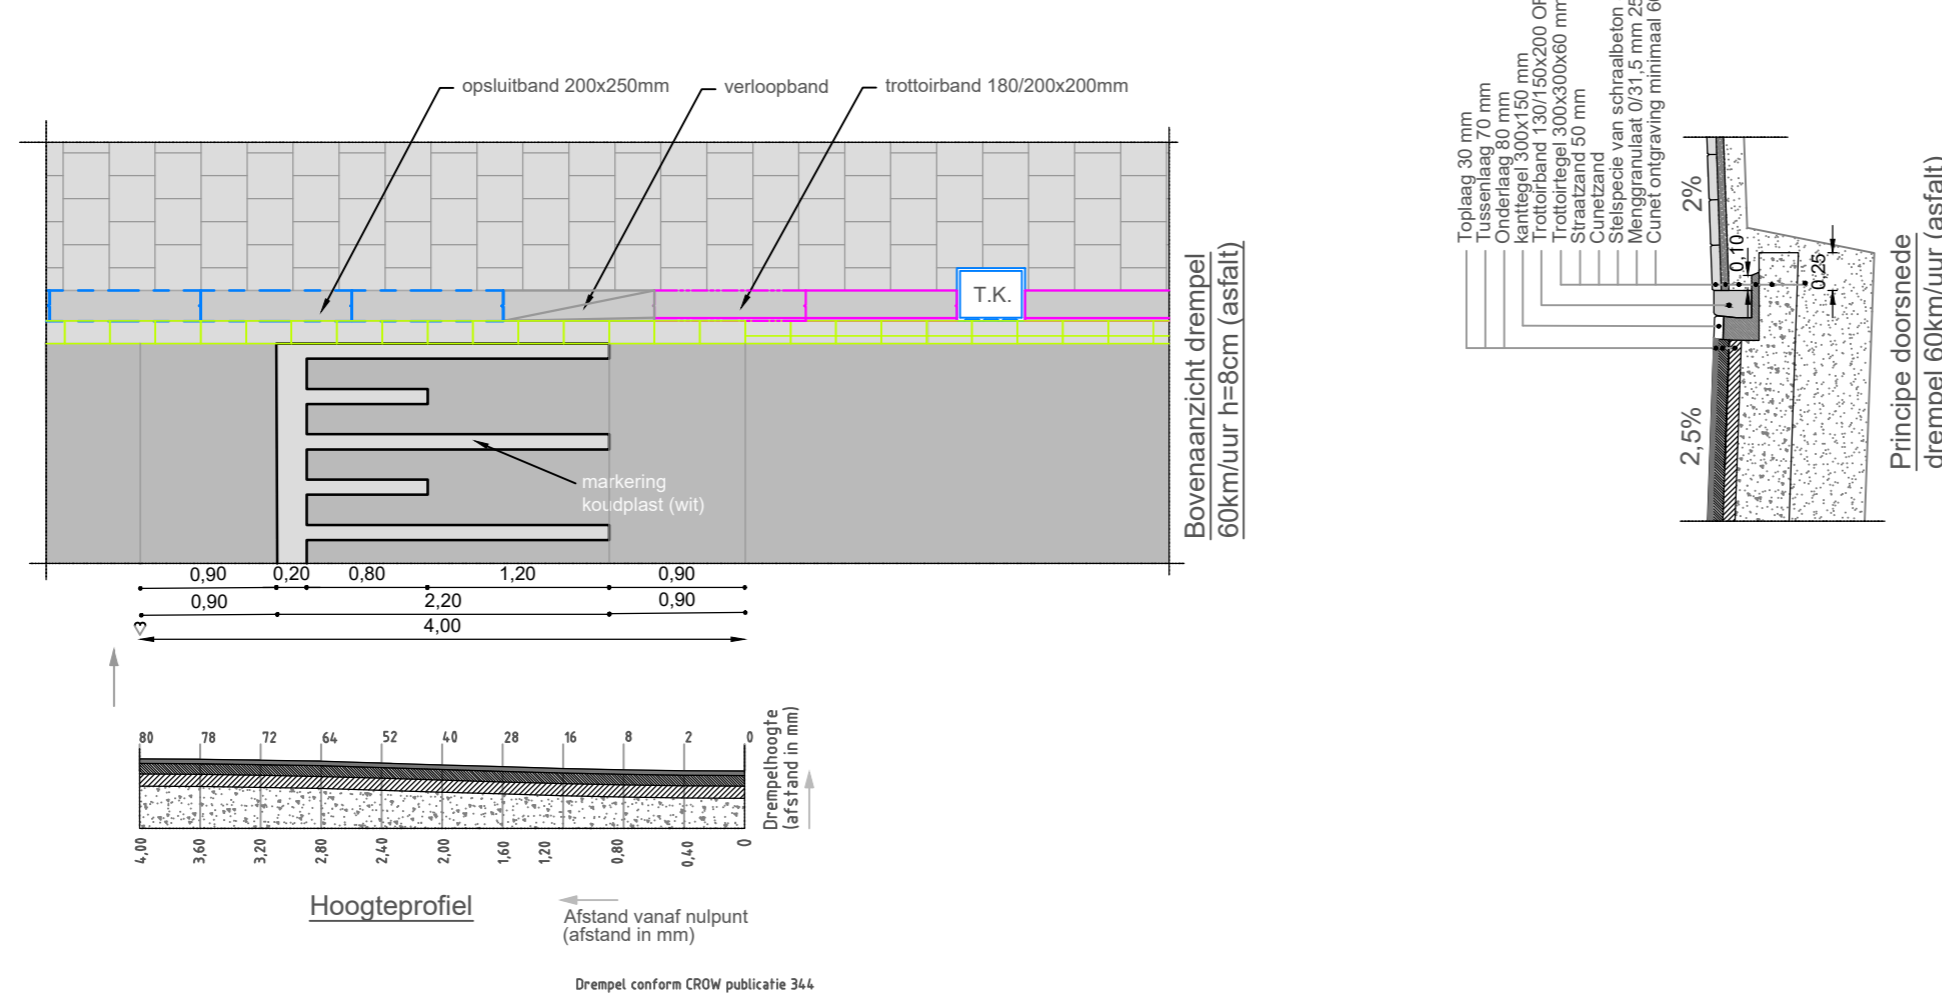 opsluitband 200x250mm
verloopband
trottoirband 180/200x200mm
T.K.
markering
koudplast (wit)
Bovenaanzicht drempel
60km/uur h=8cm (asfalt)
0,90 0,20 0,80 1,20 0,90
0,90 2,20 0,90
4,00
80 78 72 64 52 40 28 16 8 2 0
Drempelhoogte
(afstand in mm)
4,00 3,60 3,20 2,80 2,40 2,00 1,60 1,20 0,80 0,40 0
Hoogteprofiel
Afstand vanaf nulpunt
(afstand in mm)
Drempel conform CROW publicatie 344
Toplaag 30 mm
Tussenlaag 70 mm
Onderlaag 80 mm
kanttegel 300x150 mm
Trottoirband 130/150x200
Trottoirtegel 300x300x60 mm
Straatzand 50 mm
Cunetzand
Stelspecie van schraalbeton
Menggranulaat 0/31,5 mm
Cunet ontgraving minimaal
2%
0,10
0,25
2,5%
Principe doorsnede
drempel 60km/uur (asfalt)